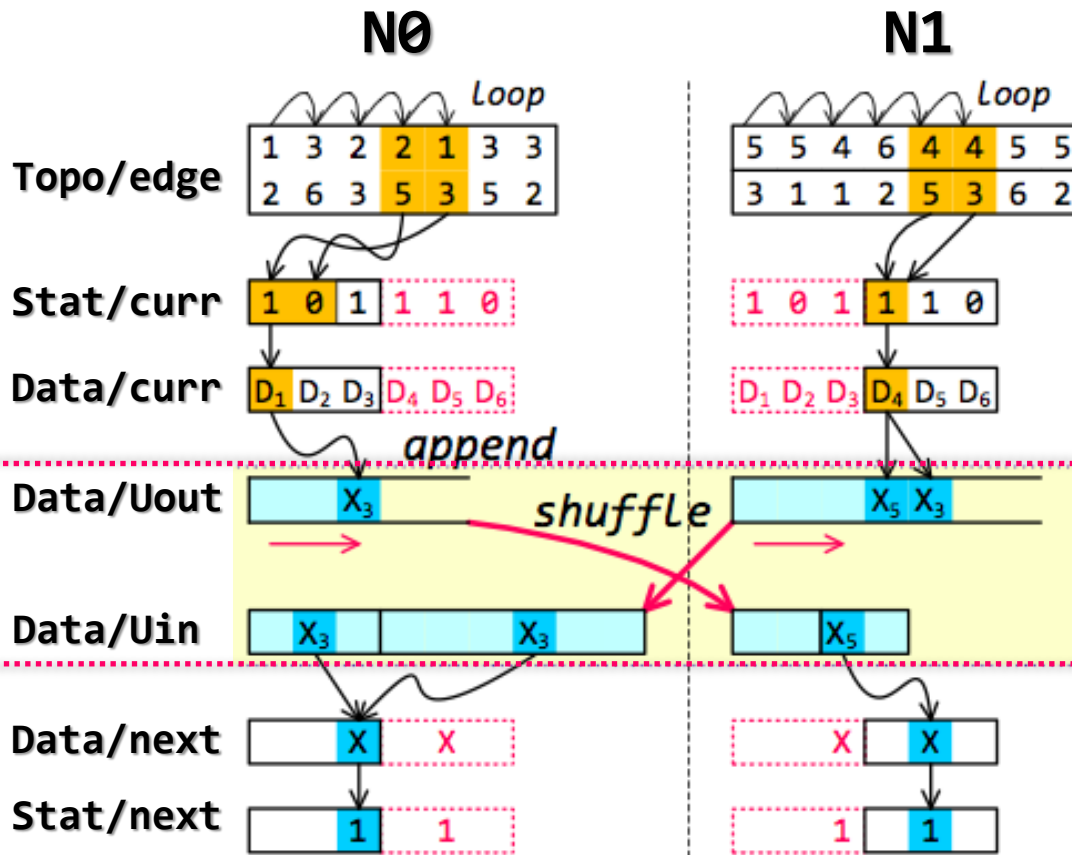 N0 N1
loop loop
Topo/edge 1 3 2 2 1 3 3 5 5 4 6 4 4 5 5
2 6 3 5 3 5 2 3 1 1 2 5 3 6 2
Stat/curr 1 0 1 1 1 0 1 0 1 1 1 0
Data/curr D₁ D₂ D₃ D₄ D₅ D₆ D₁ D₂ D₃ D₄ D₅ D₆
append
Data/Uout X₃ X₅ X₃
shuffle
Data/Uin X₃ X₃ X₅
Data/next X X X X
Stat/next 1 1 1 1